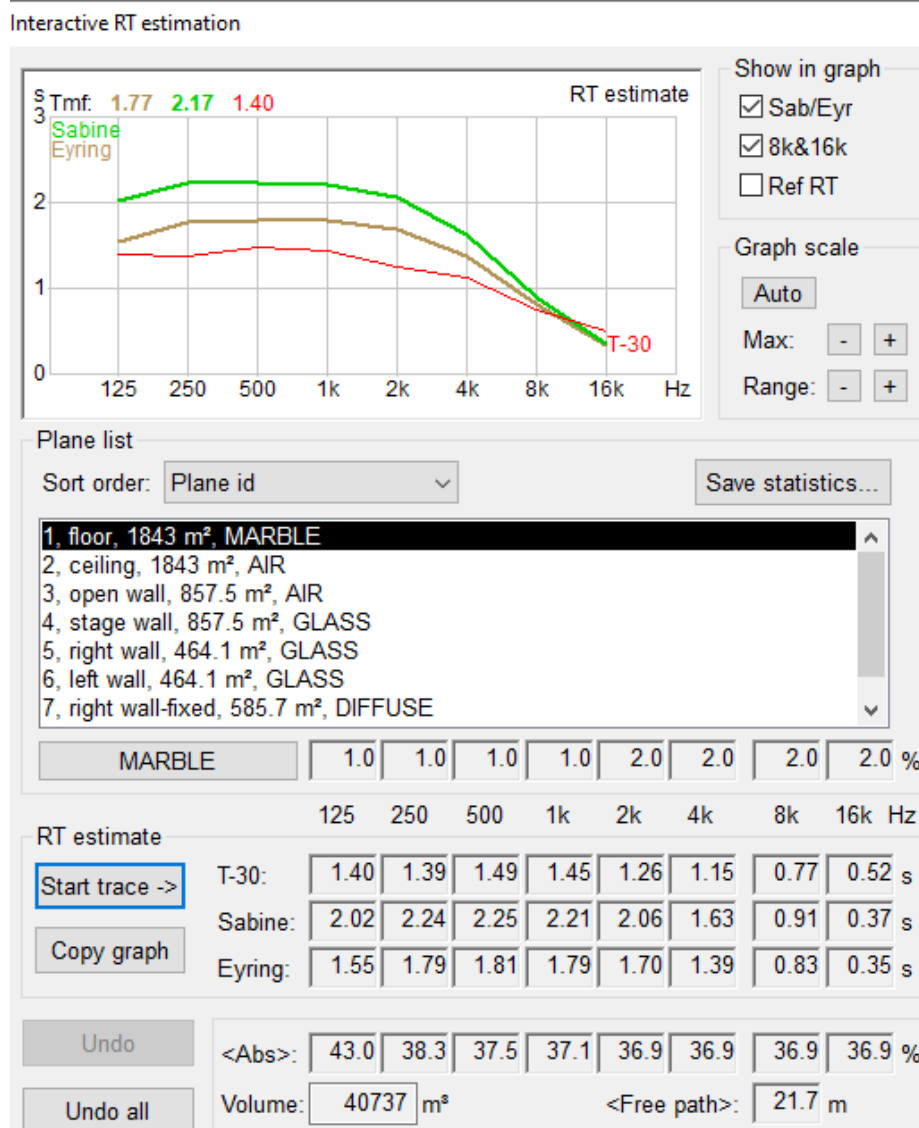 Interactive RT estimation
s Tmf: 1.77 2.17 1.40 RT estimate
3
Sabine
Eyring
2
1
0
T-30
125 250 500 1k 2k 4k 8k 16k Hz
Show in graph
Sab/Eyr
8k&16k
Ref RT
Graph scale
Auto
Max: - +
Range: - +
Plane list
Sort order: Plane id Save statistics...
1, floor, 1843 m², MARBLE
2, ceiling, 1843 m², AIR
3, open wall, 857.5 m², AIR
4, stage wall, 857.5 m², GLASS
5, right wall, 464.1 m², GLASS
6, left wall, 464.1 m², GLASS
7, right wall-fixed, 585.7 m², DIFFUSE
MARBLE 1.0 1.0 1.0 1.0 2.0 2.0 2.0 2.0 %
125 250 500 1k 2k 4k 8k 16k Hz
RT estimate
Start trace -> T-30: 1.40 1.39 1.49 1.45 1.26 1.15 0.77 0.52 s
Sabine: 2.02 2.24 2.25 2.21 2.06 1.63 0.91 0.37 s
Copy graph
Eyring: 1.55 1.79 1.81 1.79 1.70 1.39 0.83 0.35 s
Undo <Abs>: 43.0 38.3 37.5 37.1 36.9 36.9 36.9 36.9 %
Undo all Volume: 40737 m³ <Free path>: 21.7 m